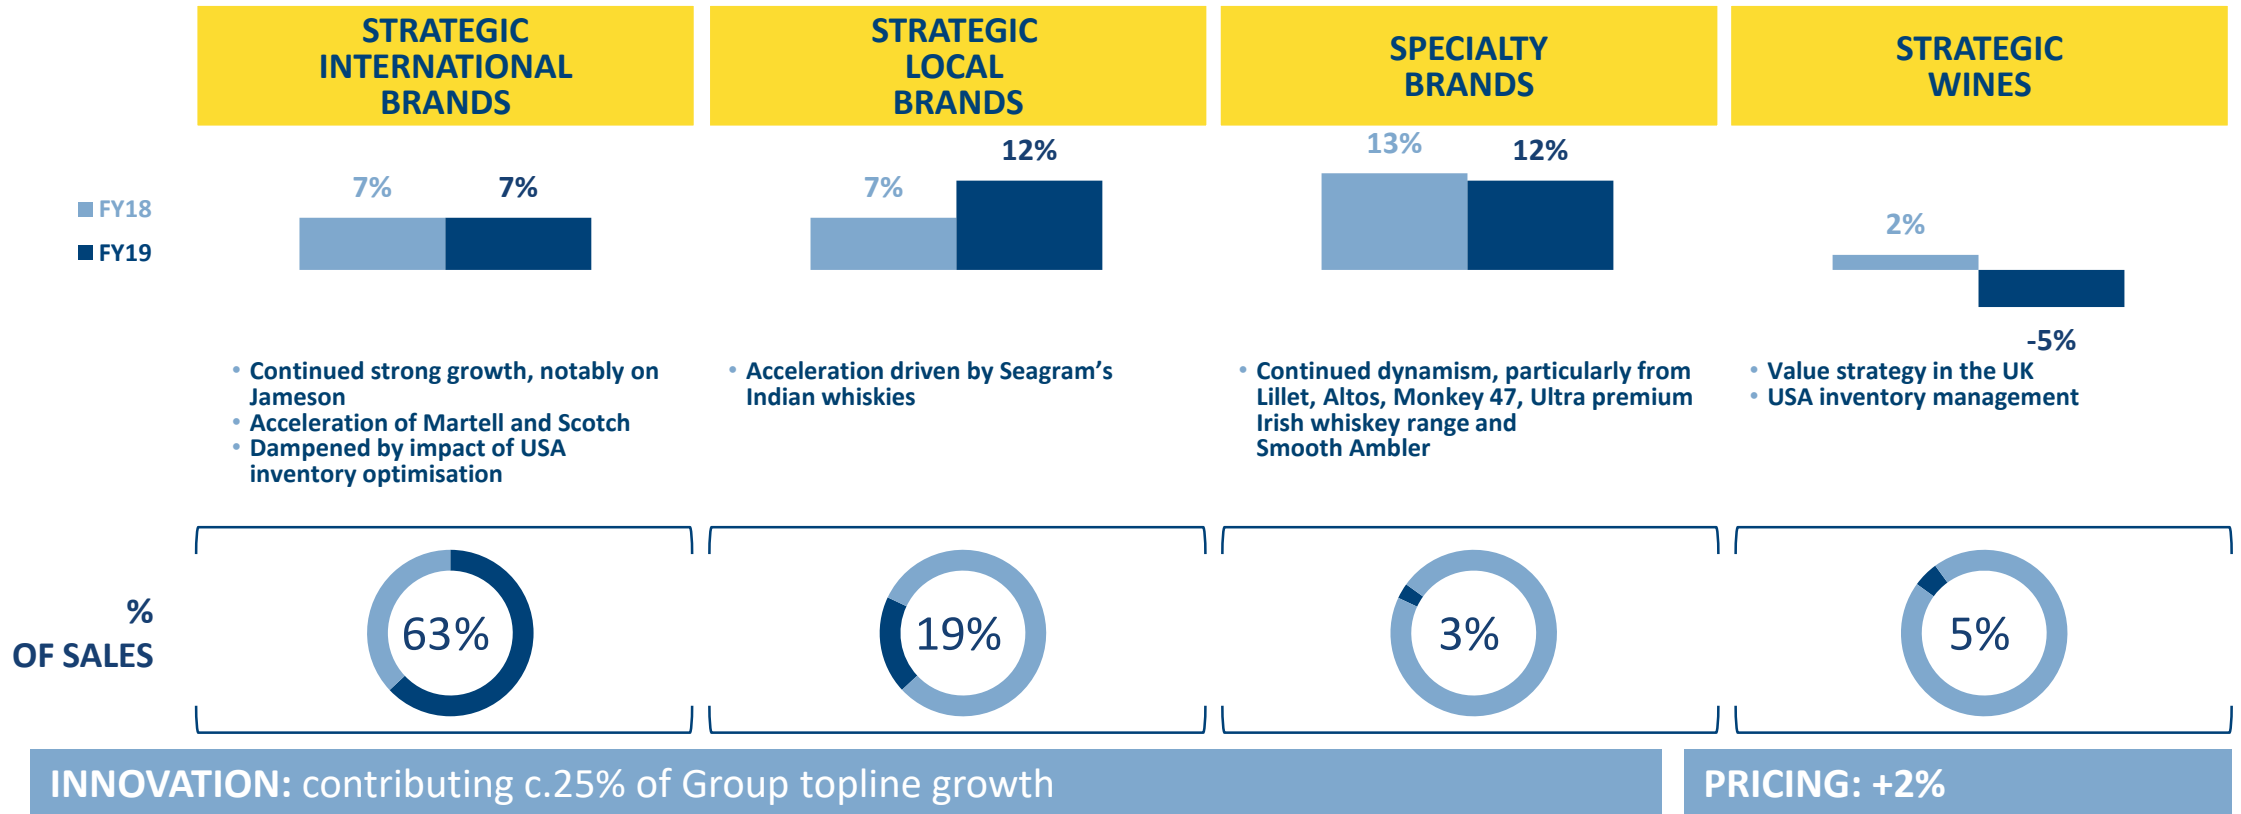 STRATEGIC
INTERNATIONAL
BRANDS
STRATEGIC
LOCAL
BRANDS
SPECIALTY
BRANDS
STRATEGIC
WINES
FY18
FY19
7%
7%
7%
12%
13%
12%
2%
-5%
• Continued strong growth, notably on
Jameson
• Acceleration of Martell and Scotch
• Dampened by impact of USA
inventory optimisation
• Acceleration driven by Seagram’s
Indian whiskies
• Continued dynamism, particularly from
Lillet, Altos, Monkey 47, Ultra premium
Irish whiskey range and
Smooth Ambler
• Value strategy in the UK
• USA inventory management
%
OF SALES
63%
19%
3%
5%
INNOVATION: contributing c.25% of Group topline growth
PRICING: +2%